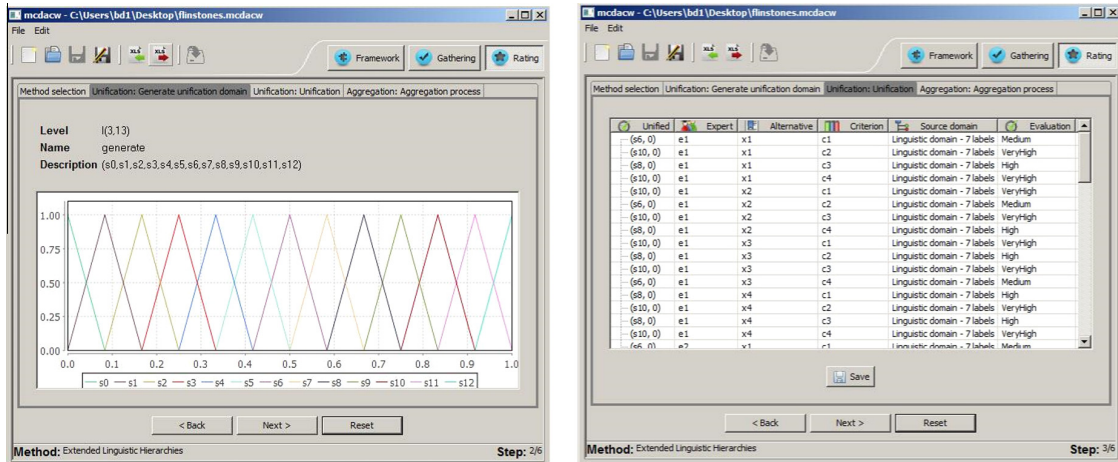 mcdacw - C:\Users\bd1\Desktop\flinstones.mcdacw
File Edit
XLS XLS
Framework Gathering Rating
Method selection Unification: Generate unification domain Unification: Unification Aggregation: Aggregation process
Level l(3,13)
Name generate
Description (s0,s1,s2,s3,s4,s5,s6,s7,s8,s9,s10,s11,s12)
1.00
0.75
0.50
0.25
0.00
0.0 0.1 0.2 0.3 0.4 0.5 0.6 0.7 0.8 0.9 1.0
s0 s1 s2 s3 s4 s5 s6 s7 s8 s9 s10 s11 s12
< Back Next > Reset
Method: Extended Linguistic Hierarchies Step: 2/6
mcdacw - C:\Users\bd1\Desktop\flinstones.mcdacw
File Edit
XLS XLS
Framework Gathering Rating
Method selection Unification: Generate unification domain Unification: Unification Aggregation: Aggregation process
Unified Expert Alternative Criterion Source domain Evaluation
(s6, 0) e1 x1 c1 Linguistic domain - 7 labels Medium
(s10, 0) e1 x1 c2 Linguistic domain - 7 labels VeryHigh
(s8, 0) e1 x1 c3 Linguistic domain - 7 labels High
(s10, 0) e1 x1 c4 Linguistic domain - 7 labels VeryHigh
(s10, 0) e1 x2 c1 Linguistic domain - 7 labels VeryHigh
(s6, 0) e1 x2 c2 Linguistic domain - 7 labels Medium
(s10, 0) e1 x2 c3 Linguistic domain - 7 labels VeryHigh
(s8, 0) e1 x2 c4 Linguistic domain - 7 labels High
(s10, 0) e1 x3 c1 Linguistic domain - 7 labels VeryHigh
(s8, 0) e1 x3 c2 Linguistic domain - 7 labels High
(s10, 0) e1 x3 c3 Linguistic domain - 7 labels VeryHigh
(s6, 0) e1 x3 c4 Linguistic domain - 7 labels Medium
(s8, 0) e1 x4 c1 Linguistic domain - 7 labels High
(s10, 0) e1 x4 c2 Linguistic domain - 7 labels VeryHigh
(s8, 0) e1 x4 c3 Linguistic domain - 7 labels High
(s10, 0) e1 x4 c4 Linguistic domain - 7 labels VeryHigh
(s6, 0) e2 x1 c1 Linguistic domain - 7 labels Medium
Save
< Back Next > Reset
Method: Extended Linguistic Hierarchies Step: 3/6